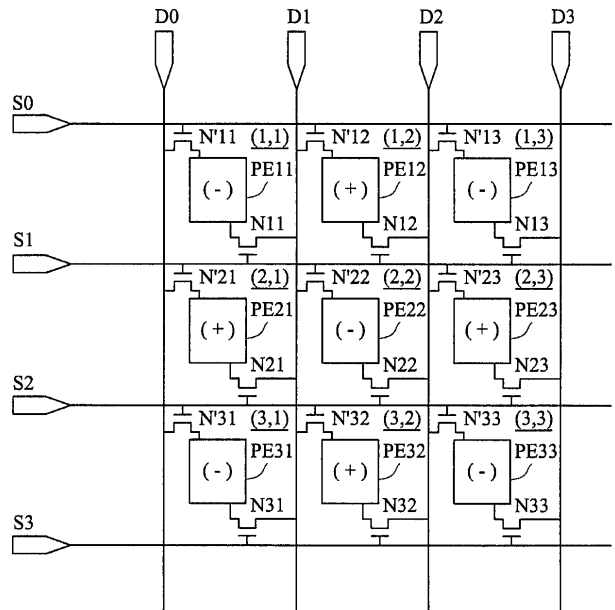 D0 D1 D2 D3
S0
N'11 (1,1) N'12 (1,2) N'13 (1,3)
(-) PE11 (+) PE12 (-) PE13
N11 N12 N13
S1
N'21 (2,1) N'22 (2,2) N'23 (2,3)
(+) PE21 (-) PE22 (+) PE23
N21 N22 N23
S2
N'31 (3,1) N'32 (3,2) N'33 (3,3)
(-) PE31 (+) PE32 (-) PE33
N31 N32 N33
S3